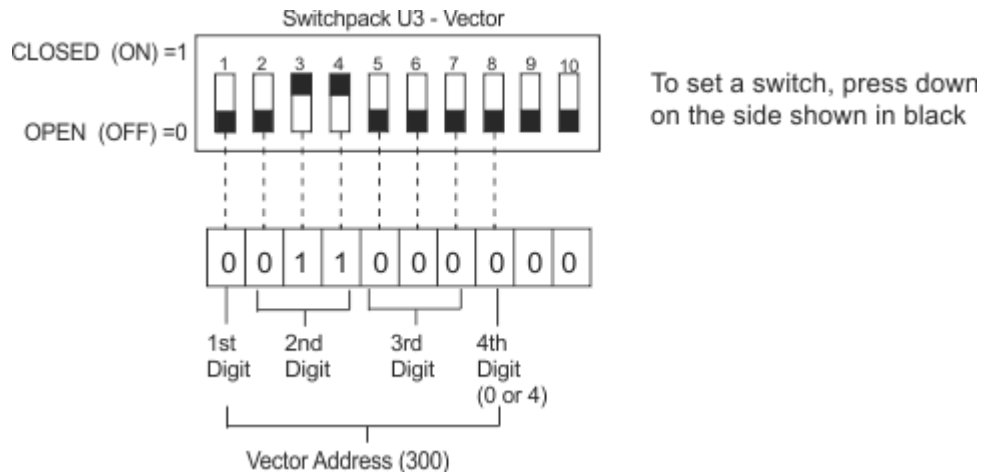 Switchpack U3 - Vector
CLOSED (ON) =1
1 2 3 4 5 6 7 8 9 10
OPEN (OFF) =0
To set a switch, press down
on the side shown in black
0 0 1 1 0 0 0 0 0 0
1st Digit
2nd Digit
3rd Digit
4th Digit (0 or 4)
Vector Address (300)